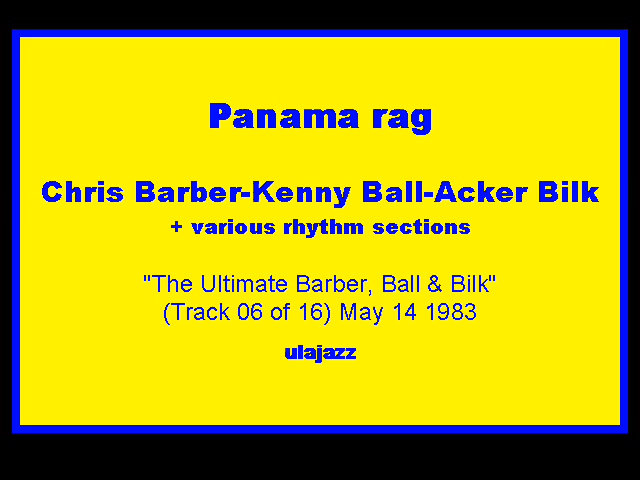 Panama rag
Chris Barber-Kenny Ball-Acker Bilk
+ various rhythm sections
"The Ultimate Barber, Ball & Bilk"
(Track 06 of 16) May 14 1983
ulajazz